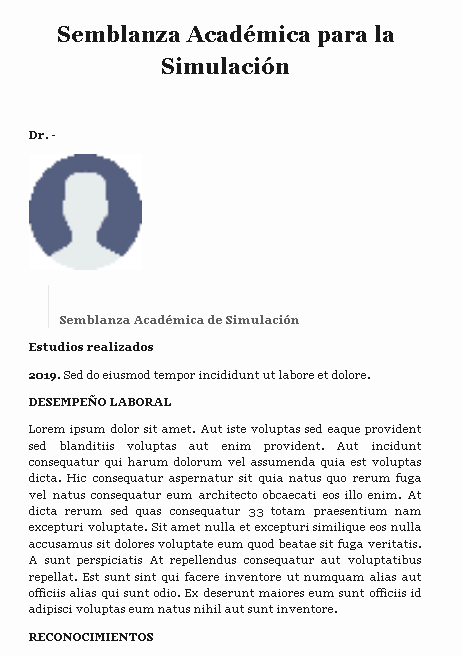 Semblanza Académica para la
Simulación
Dr. -
Semblanza Académica de Simulación
Estudios realizados
2019. Sed do eiusmod tempor incididunt ut labore et dolore.
DESEMPEÑO LABORAL
Lorem ipsum dolor sit amet. Aut iste voluptas sed eaque provident
sed blanditiis voluptas aut enim provident. Aut incidunt
consequatur qui harum dolorum vel assumenda quia est voluptas
dicta. Hic consequatur aspernatur sit quia natus quo rerum fuga
vel natus consequatur eum architecto obcaecati eos illo enim. At
dicta rerum sed quas consequatur 33 totam praesentium nam
excepturi voluptate. Sit amet nulla et excepturi similique eos nulla
accusamus sit dolores voluptate eum quod beatae sit fuga veritatis.
A sunt perspiciatis At repellendus consequatur aut voluptatibus
repellat. Est sunt sint qui facere inventore ut numquam alias aut
officiis alias qui sunt odio. Ex deserunt maiores eum sunt officiis id
adipisci voluptas eum natus nihil aut sunt inventore.
RECONOCIMIENTOS